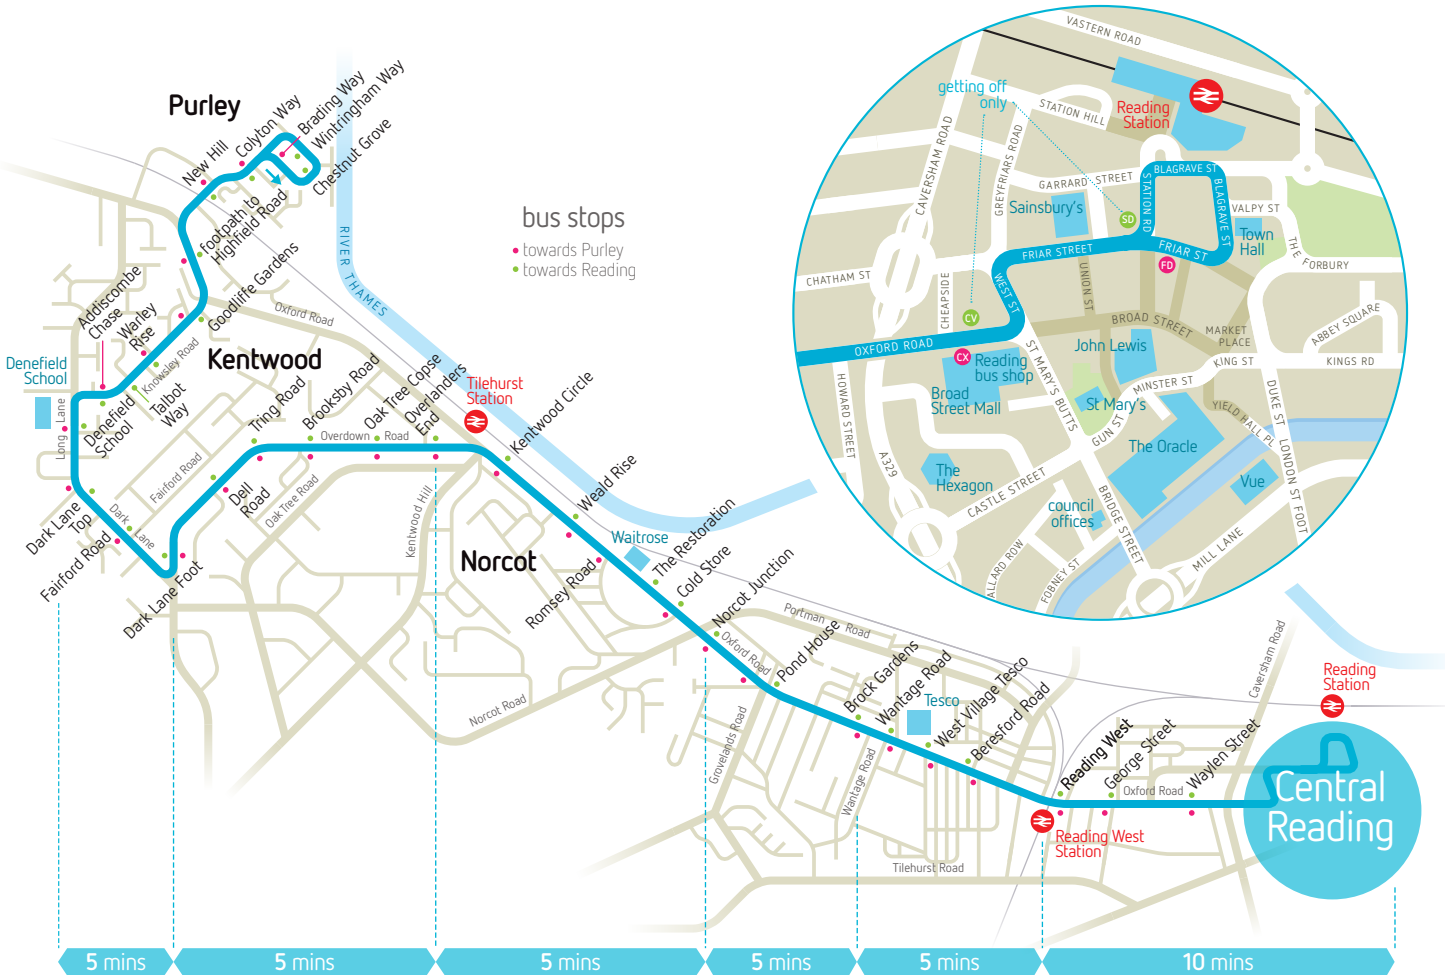 Purley
New Hill
Colyton Way
Brading Way
Wintringham Way
Chestnut Grove
footpath to
Highfield Road
Goodliffe Gardens
Addiscombe
Chase
Warley
Rise
Knowsley Road
Talbot
Way
Denefield
School
Denefield
School
Long Lane
Dark Lane
Top
Fairford Road
Dark Lane
Dark Lane Foot
Fairford Road
Dell
Road
Oak Tree Road
Kentwood
Oxford Road
Tring Road
Brooksby Road
Oak Tree Copse
Overlanders
End
Overdown Road
Kentwood Hill
RIVER THAMES
bus stops
towards Purley
towards Reading
Tilehurst
Station
Kentwood Circle
Weald Rise
Norcot
Waitrose
Romsey Road
The Restoration
Cold Store
Norcot Junction
Norcot Road
Oxford Road
Pond House
Portman Road
Grovelands Road
Brock Gardens
Wantage Road
Wantage Road
Tesco
West Village Tesco
Beresford Road
Reading West
Reading West
Station
George Street
Oxford Road
Waylen Street
Tilehurst Road
Caversham Road
Reading
Station
Central
Reading
5 mins
5 mins
5 mins
5 mins
5 mins
10 mins
VASTERN ROAD
getting off
only
STATION HILL
Reading
Station
CAVERSHAM ROAD
GREYFRIARS ROAD
GARRARD STREET
STATION RD
BLAGRAVE ST
BLAGRAVE ST
VALPY ST
Sainsbury's
SD
Town
Hall
FRIAR STREET
FRIAR ST
FD
THE FORBURY
CHATHAM ST
CHEAPSIDE
WEST ST
UNION ST
CV
BROAD STREET
MARKET
PLACE
ABBEY SQUARE
OXFORD ROAD
CX
Reading
bus shop
John Lewis
KING ST
KINGS RD
Broad
Street Mall
ST MARY'S BUTTS
MINSTER ST
St Mary's
GUN ST
YIELD HALL PL
DUKE ST
HOWARD STREET
A329
The Oracle
The
Hexagon
CASTLE STREET
Vue
LONDON ST FOOT
council
offices
BRIDGE STREET
MILL LANE
ALLARD ROW
FOBNEY ST